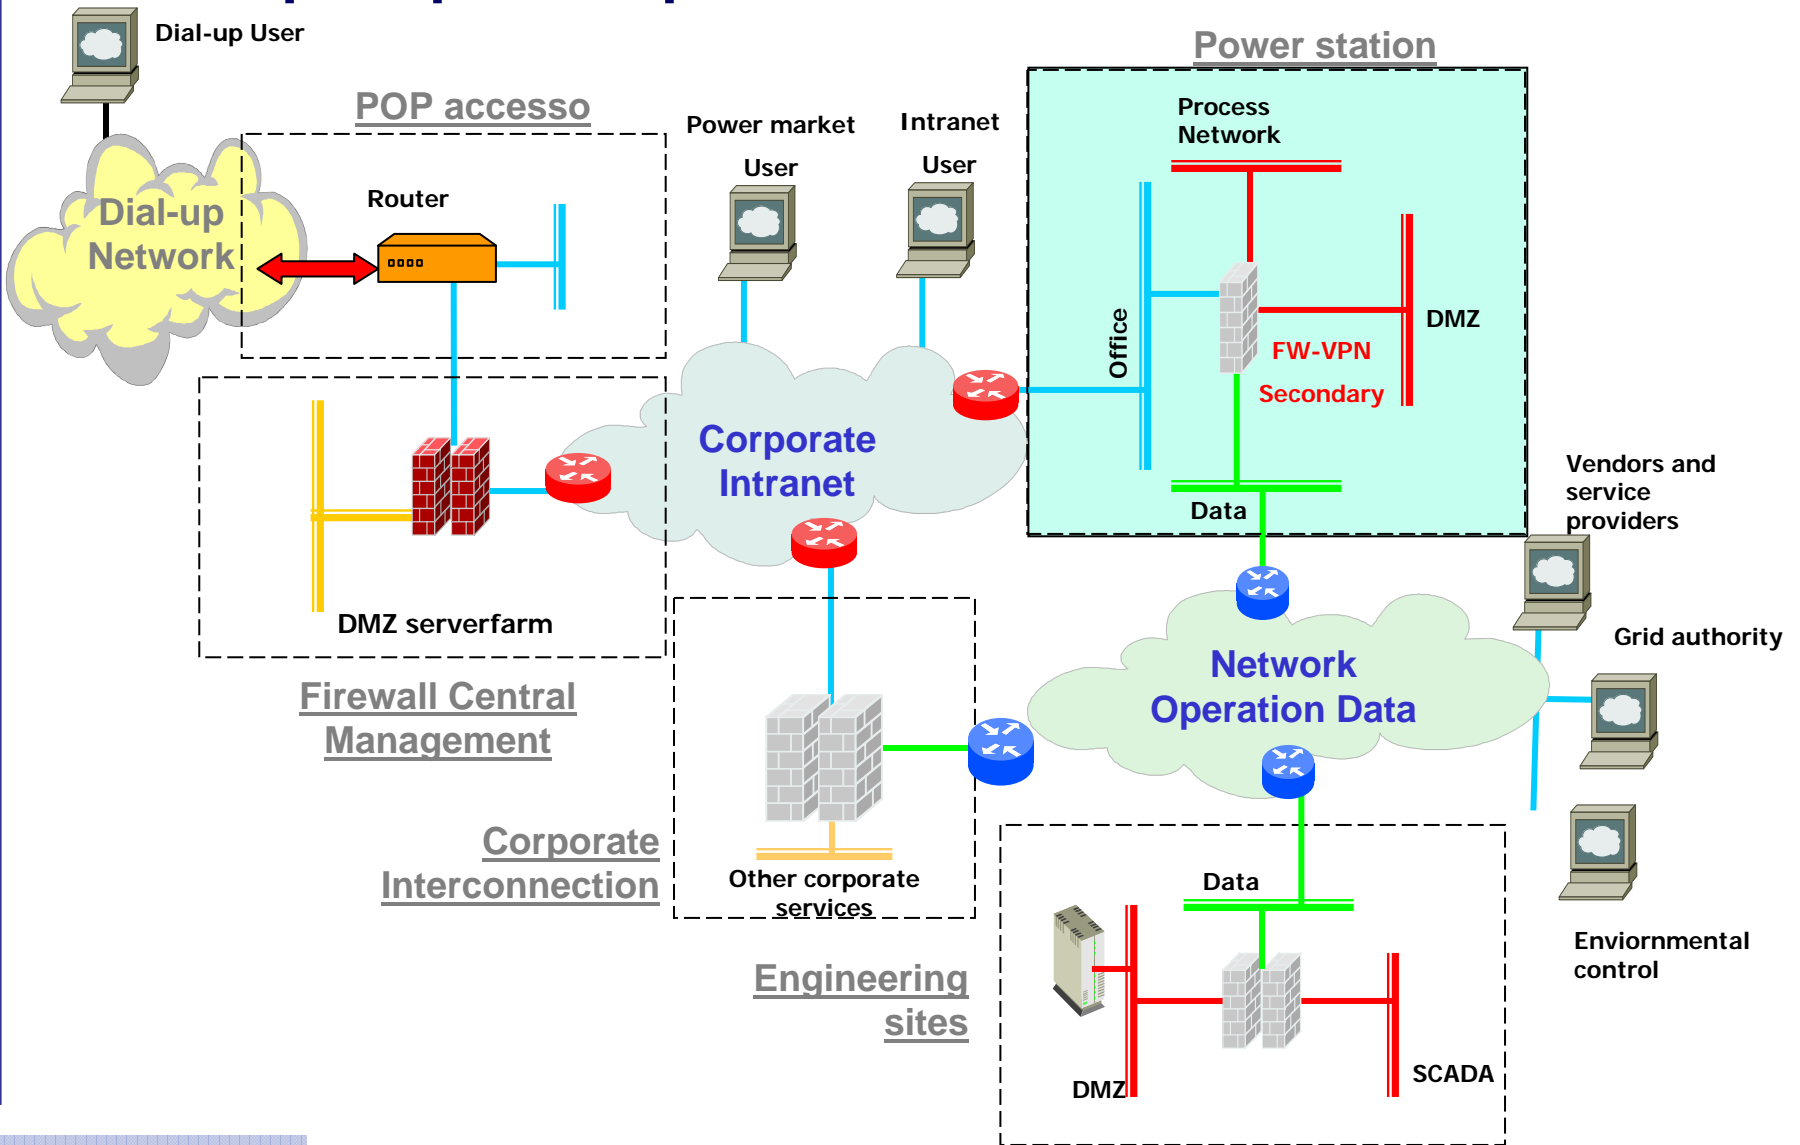 Dial-up User
Power station
POP accesso
Power market
User
Intranet
User
Process
Network
Router
Dial-up
Network
Office
DMZ
FW-VPN
Secondary
Corporate
Intranet
Data
Vendors and
service
providers
DMZ serverfarm
Grid authority
Network
Operation Data
Firewall Central
Management
Corporate
Interconnection
Other corporate
services
Data
Enviornmental
control
Engineering
sites
SCADA
DMZ